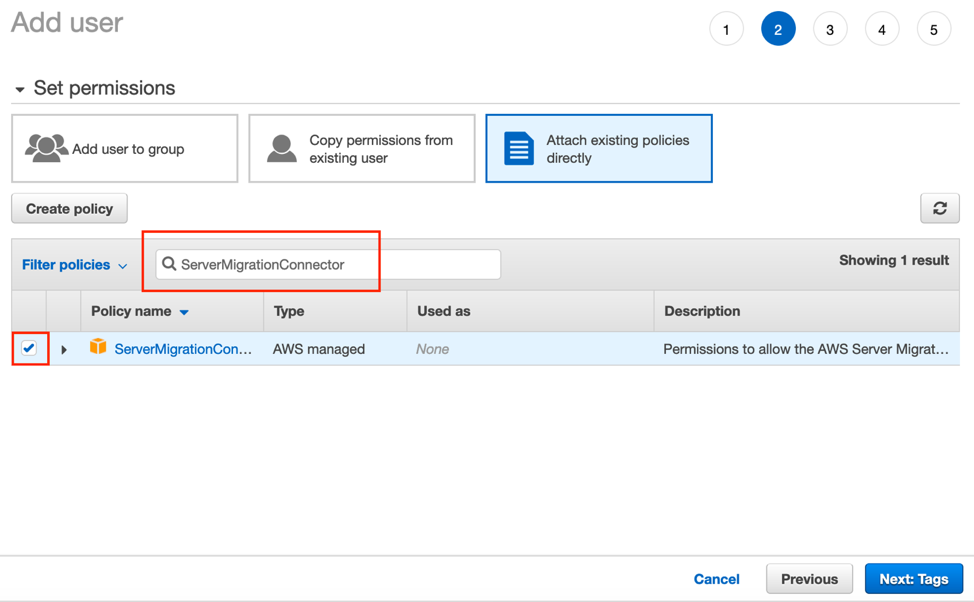 Add user
1 2 3 4 5
Set permissions
Add user to group
Copy permissions from
existing user
Attach existing policies
directly
Create policy
Filter policies
ServerMigrationConnector
Showing 1 result
Policy name Type Used as Description
ServerMigrationCon... AWS managed None Permissions to allow the AWS Server Migrat...
Cancel Previous Next: Tags